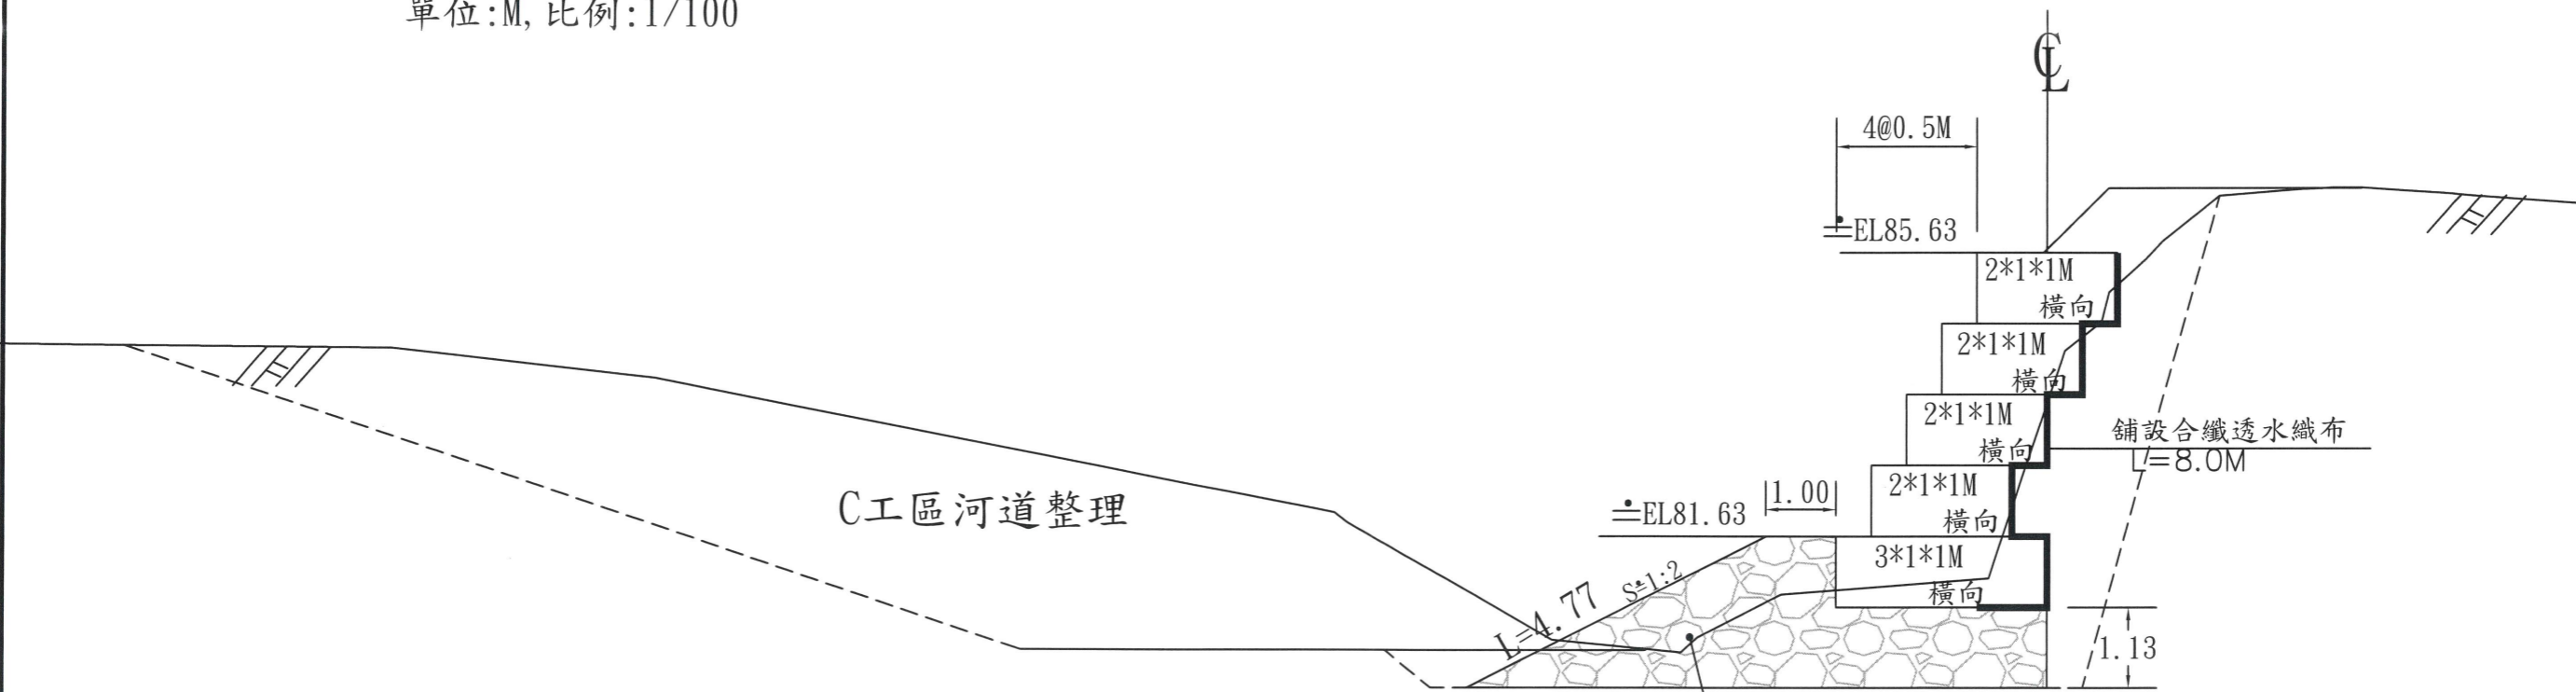 單位:M,比例:1/100
℄
4@0.5M
≐EL85.63
2*1*1M
橫向
2*1*1M
橫向
2*1*1M
橫向
舖設合纖透水織布
L=8.0M
2*1*1M
橫向
1.00
≐EL81.63
C工區河道整理
3*1*1M
橫向
S≐1:2
L=4.77
1.13